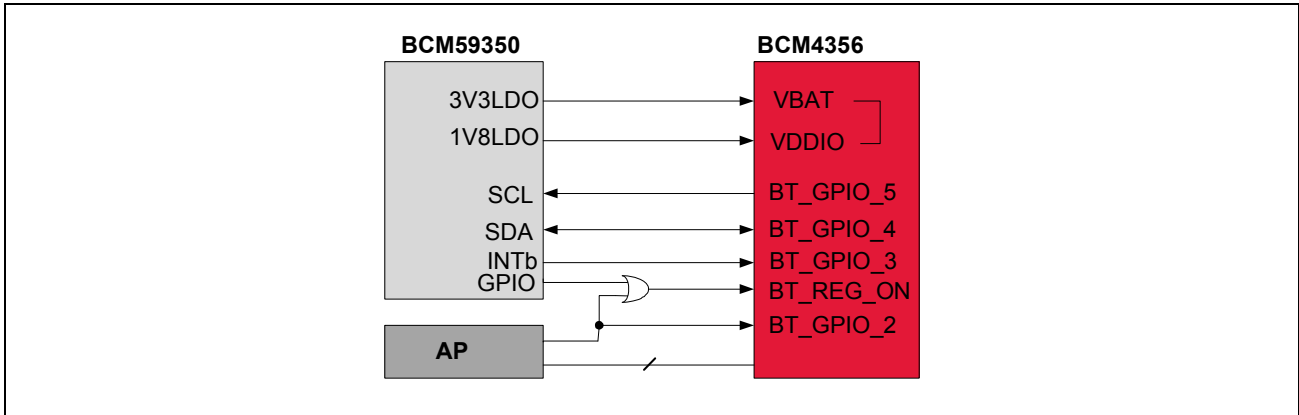 BCM59350
BCM4356
3V3LDO
VBAT
1V8LDO
VDDIO
SCL
BT_GPIO_5
SDA
BT_GPIO_4
INTb
BT_GPIO_3
GPIO
BT_REG_ON
BT_GPIO_2
AP